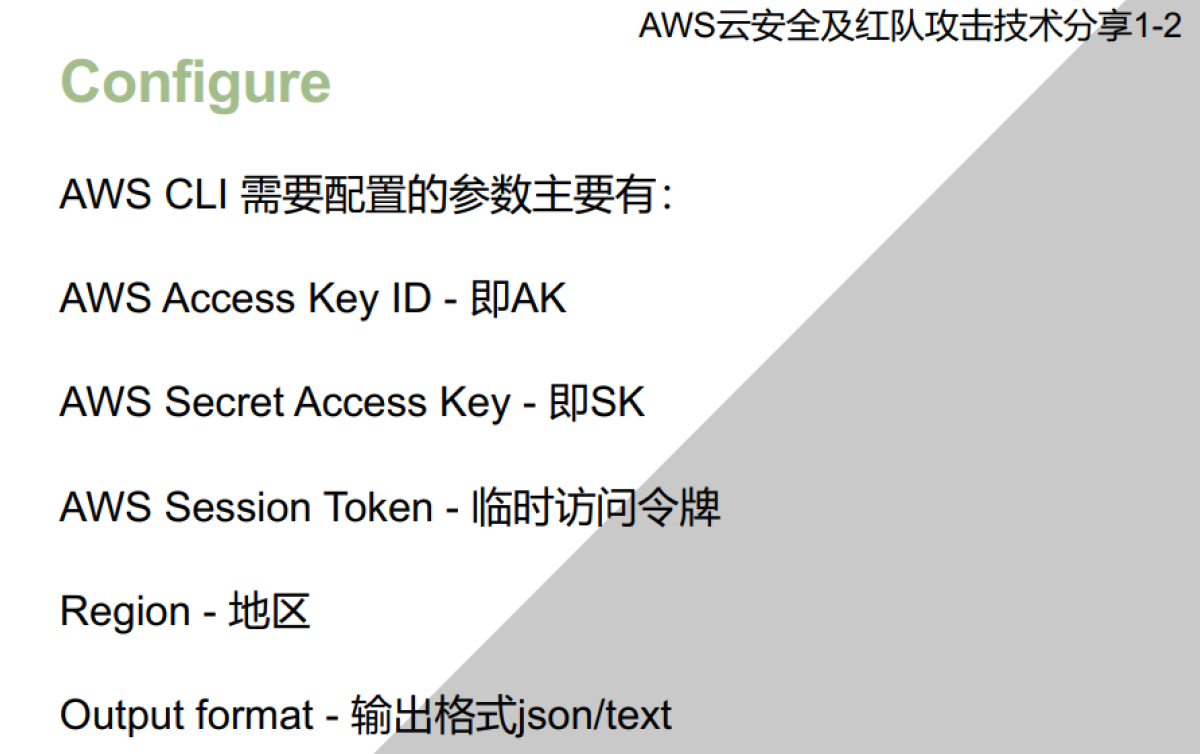 AWS云安全及红队攻击技术分享1-2
Configure
AWS CLI 需要配置的参数主要有：
AWS Access Key ID - 即AK
AWS Secret Access Key - 即SK
AWS Session Token - 临时访问令牌
Region - 地区
Output format - 输出格式json/text